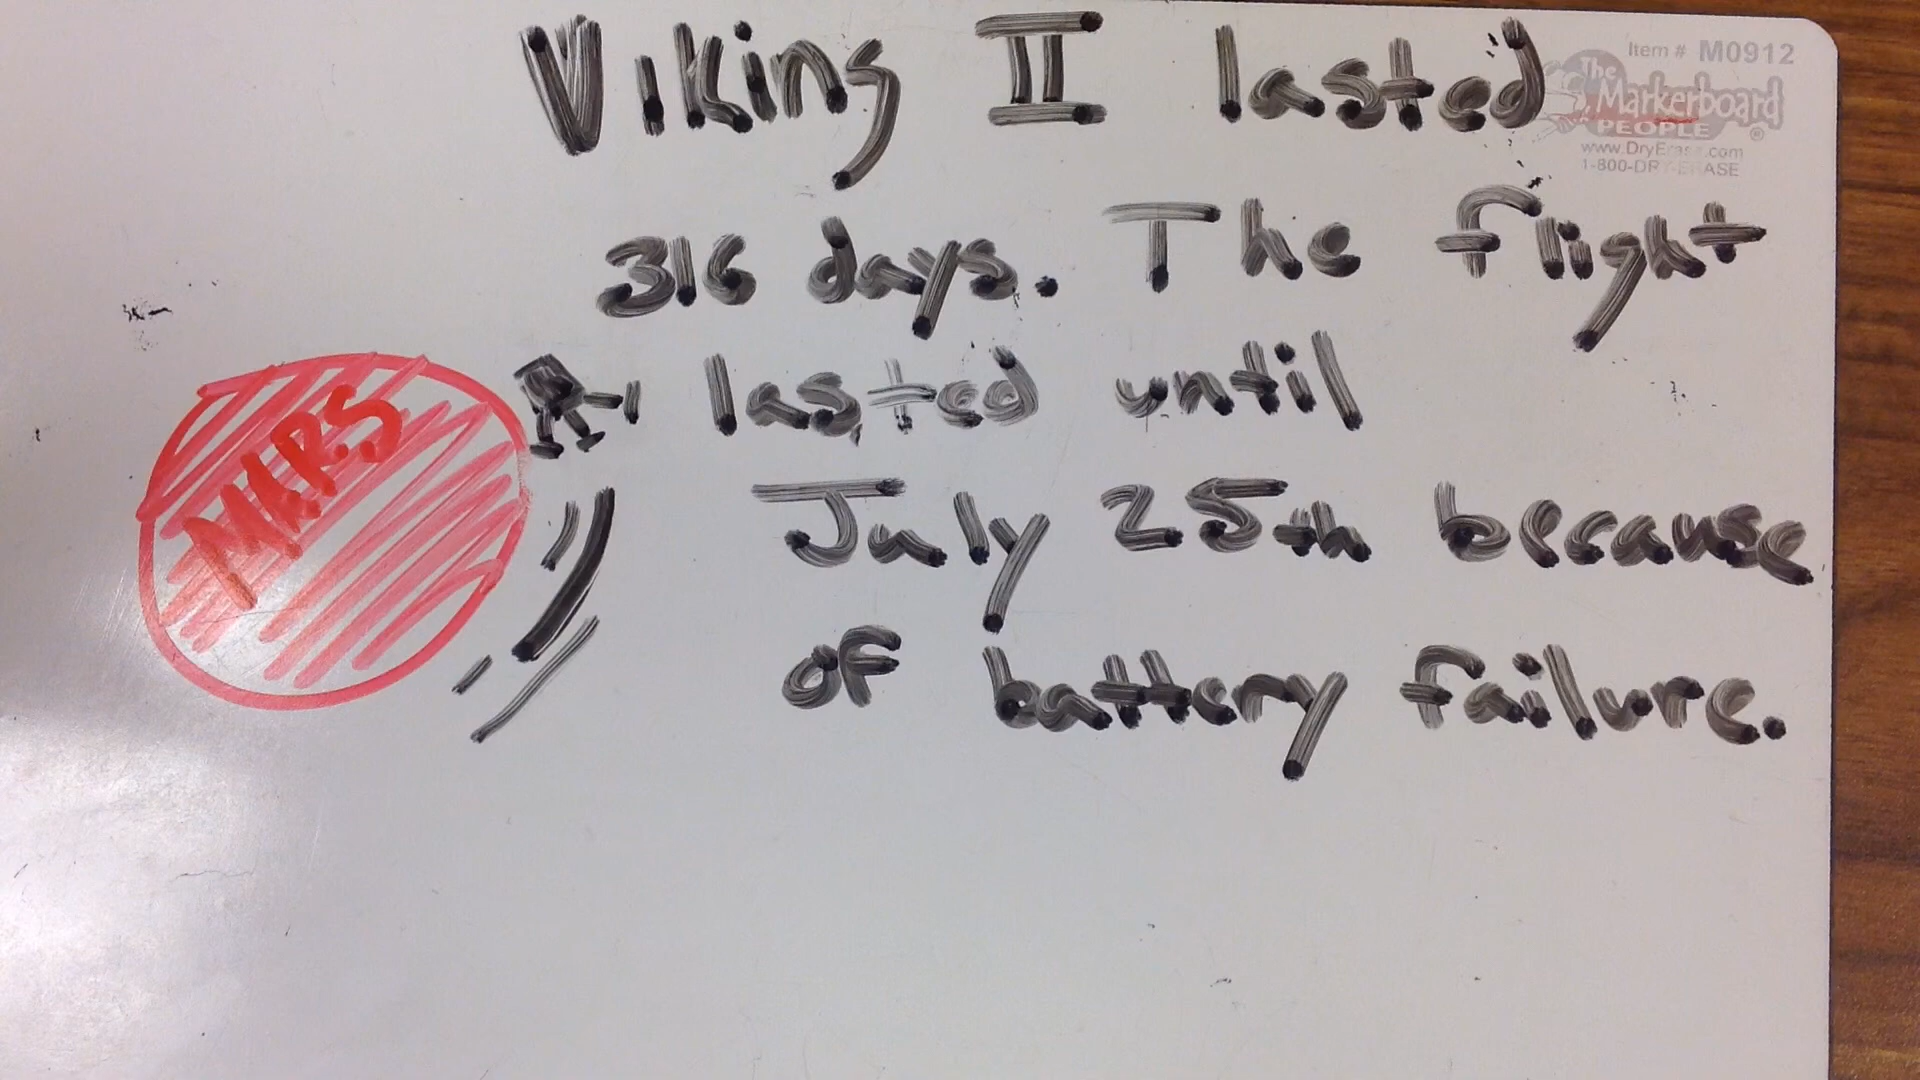 Viking II lasted
316 days. The flight
lasted until
July 25th because
of battery failure.
MARS
Item # M0912
The
Markerboard
PEOPLE
www.DryErase.com
1-800-DRY-ERASE